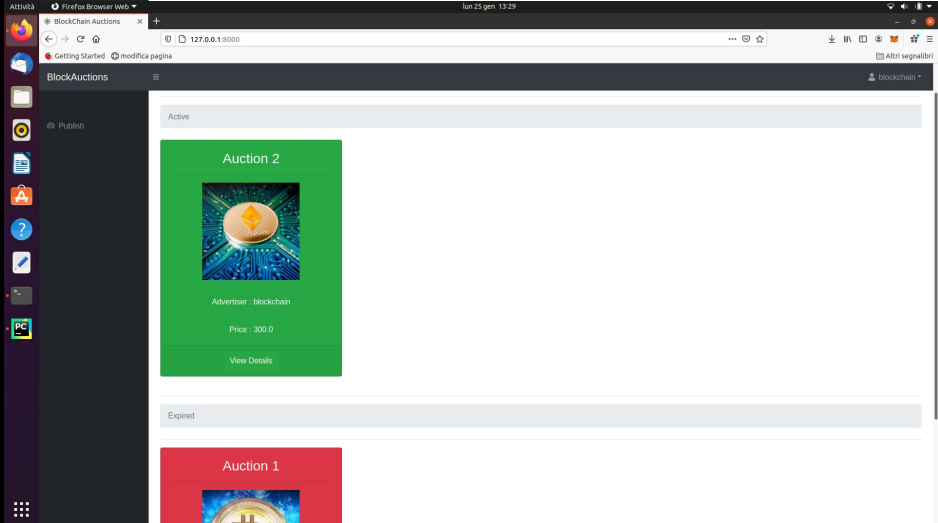 Attività
Firefox Browser Web
lun 25 gen 13:29
BlockChain Auctions
127.0.0.1:8000
Getting Started
modifica pagina
Altri segnalibri
BlockAuctions
blockchain
Publish
Active
Auction 2
Advertiser : blockchain
Price : 300.0
View Details
Expired
Auction 1